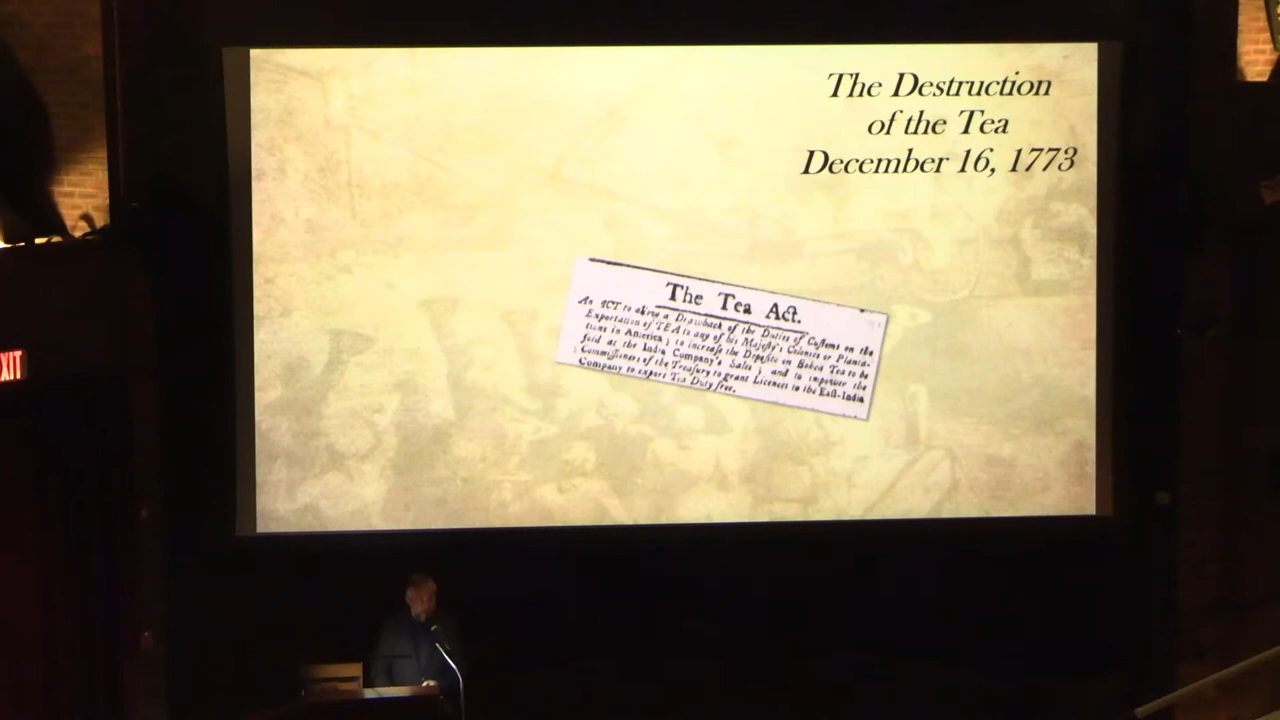 The Destruction
of the Tea
December 16, 1773
The Tea Act.
An ACT to allow a Drawback of the Duties of Customs on the
Exportation of TEA to any of his Majesty's Colonies or Planta-
tions in America; to increase the Deposite on Bohea Tea to be
sold at the India Company's Sales; and to impower the
Commissioners of the Treasury to grant Licences to the East-India
Company to export Tea Duty free.
XIT